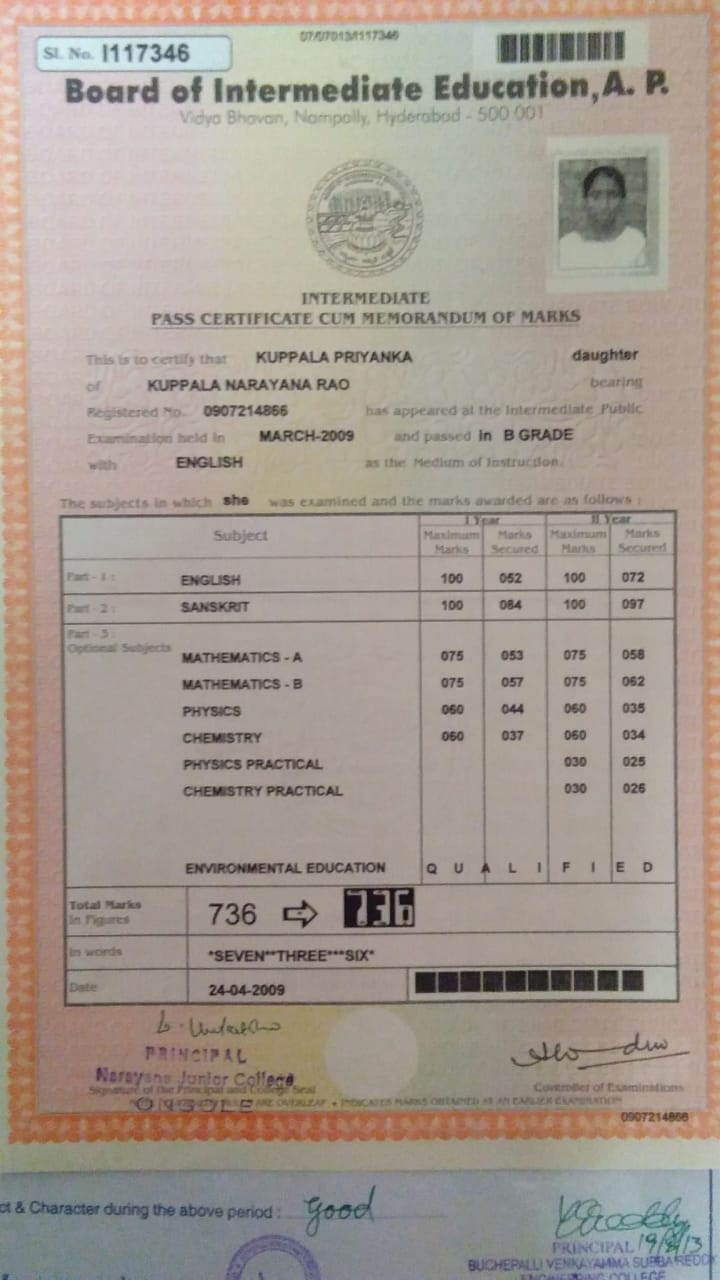 07/07013/I117346
Sl. No. I117346
Board of Intermediate Education, A. P.
Vidya Bhavan, Nampally, Hyderabad - 500 001
INTERMEDIATE
PASS CERTIFICATE CUM MEMORANDUM OF MARKS
This is to certify that KUPPALA PRIYANKA daughter
of KUPPALA NARAYANA RAO bearing
Registered No. 0907214866 has appeared at the Intermediate Public
Examination held in MARCH-2009 and passed in B GRADE
with ENGLISH as the Medium of Instruction.
The subjects in which she was examined and the marks awarded are as follows :
Subject I Year II Year
Maximum Marks Marks Secured Maximum Marks Marks Secured
Part - 1 : ENGLISH 100 052 100 072
Part - 2 : SANSKRIT 100 084 100 097
Part - 3 :
Optional Subjects
MATHEMATICS - A 075 053 075 058
MATHEMATICS - B 075 057 075 062
PHYSICS 060 044 060 035
CHEMISTRY 060 037 060 034
PHYSICS PRACTICAL 030 025
CHEMISTRY PRACTICAL 030 026
ENVIRONMENTAL EDUCATION Q U A L I F I E D
Total Marks
In Figures 736 736
In words *SEVEN**THREE***SIX*
Date 24-04-2009
PRINCIPAL
Narayana Junior College
Signature of the Principal and College Seal
Controller of Examinations
ONGOLE ARE OVERLEAF • INDICATES MARKS OBTAINED AT AN EARLIER EXAMINATION
0907214866
ct & Character during the above period : Good
PRINCIPAL 19/8/13
BUCHEPALLI VENKAYAMMA SUBBA REDDY